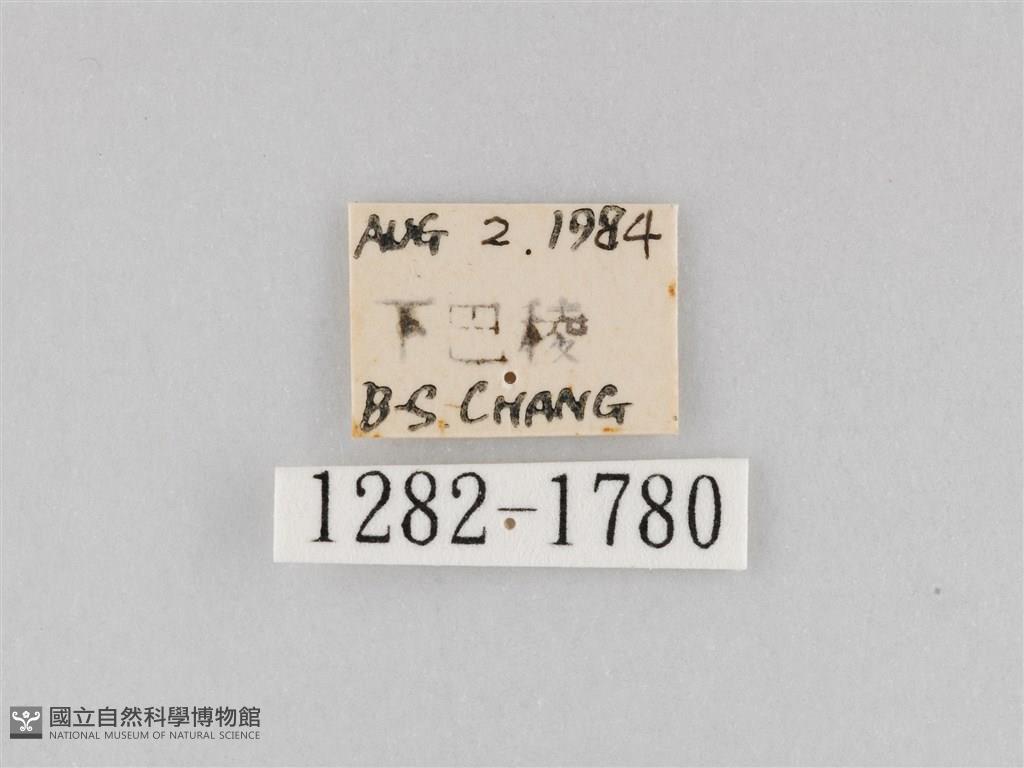 AUG 2. 1984
下巴稜
B-S. CHANG
1282-1780
國立自然科學博物館
NATIONAL MUSEUM OF NATURAL SCIENCE